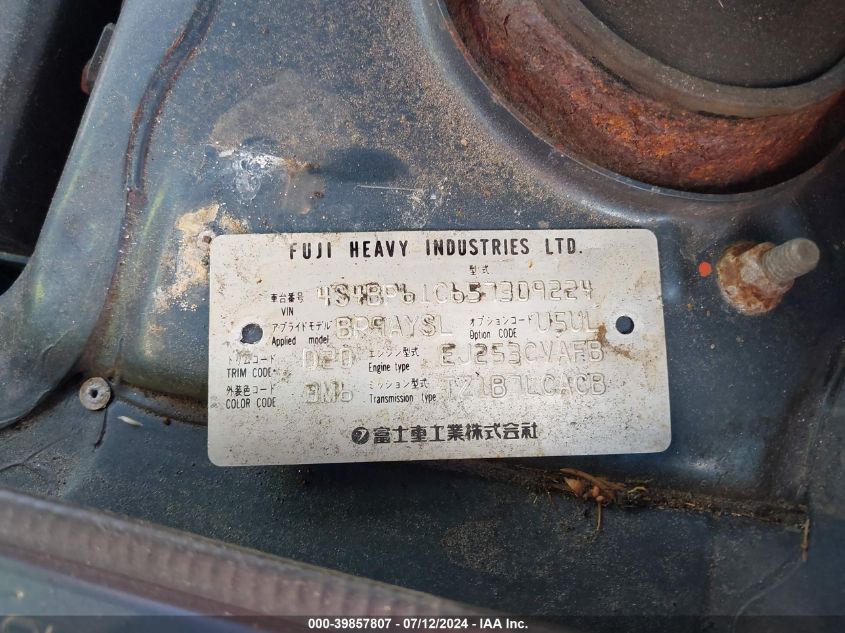 FUJI HEAVY INDUSTRIES LTD.
型式
車台番号 VIN 4S4BP61C657309224
アプライドモデル Applied model BP9AYSL オプションコード Option CODE U5UL
トリムコード TRIM CODE D20 エンジン型式 Engine type EJ253CVAFB
外装色コード COLOR CODE ミッション型式 Transmission type TZ1B7LCACB
富士重工業株式会社
000-39857807 - 07/12/2024 - IAA Inc.